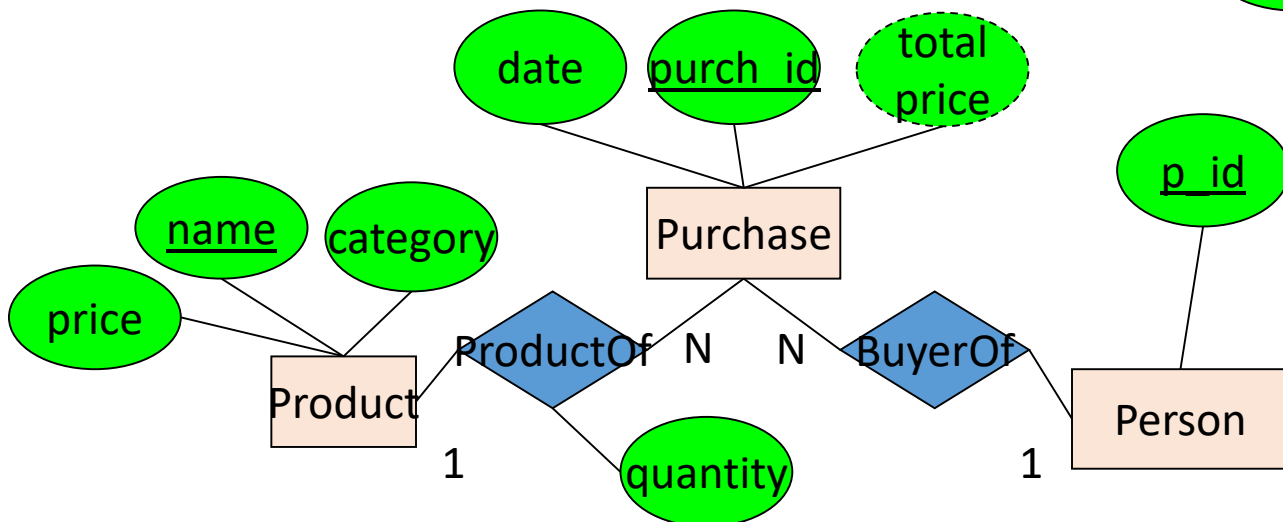 date
purch_id
total
price
p_id
Purchase
name
category
price
ProductOf
N
N
BuyerOf
Product
Person
1
quantity
1